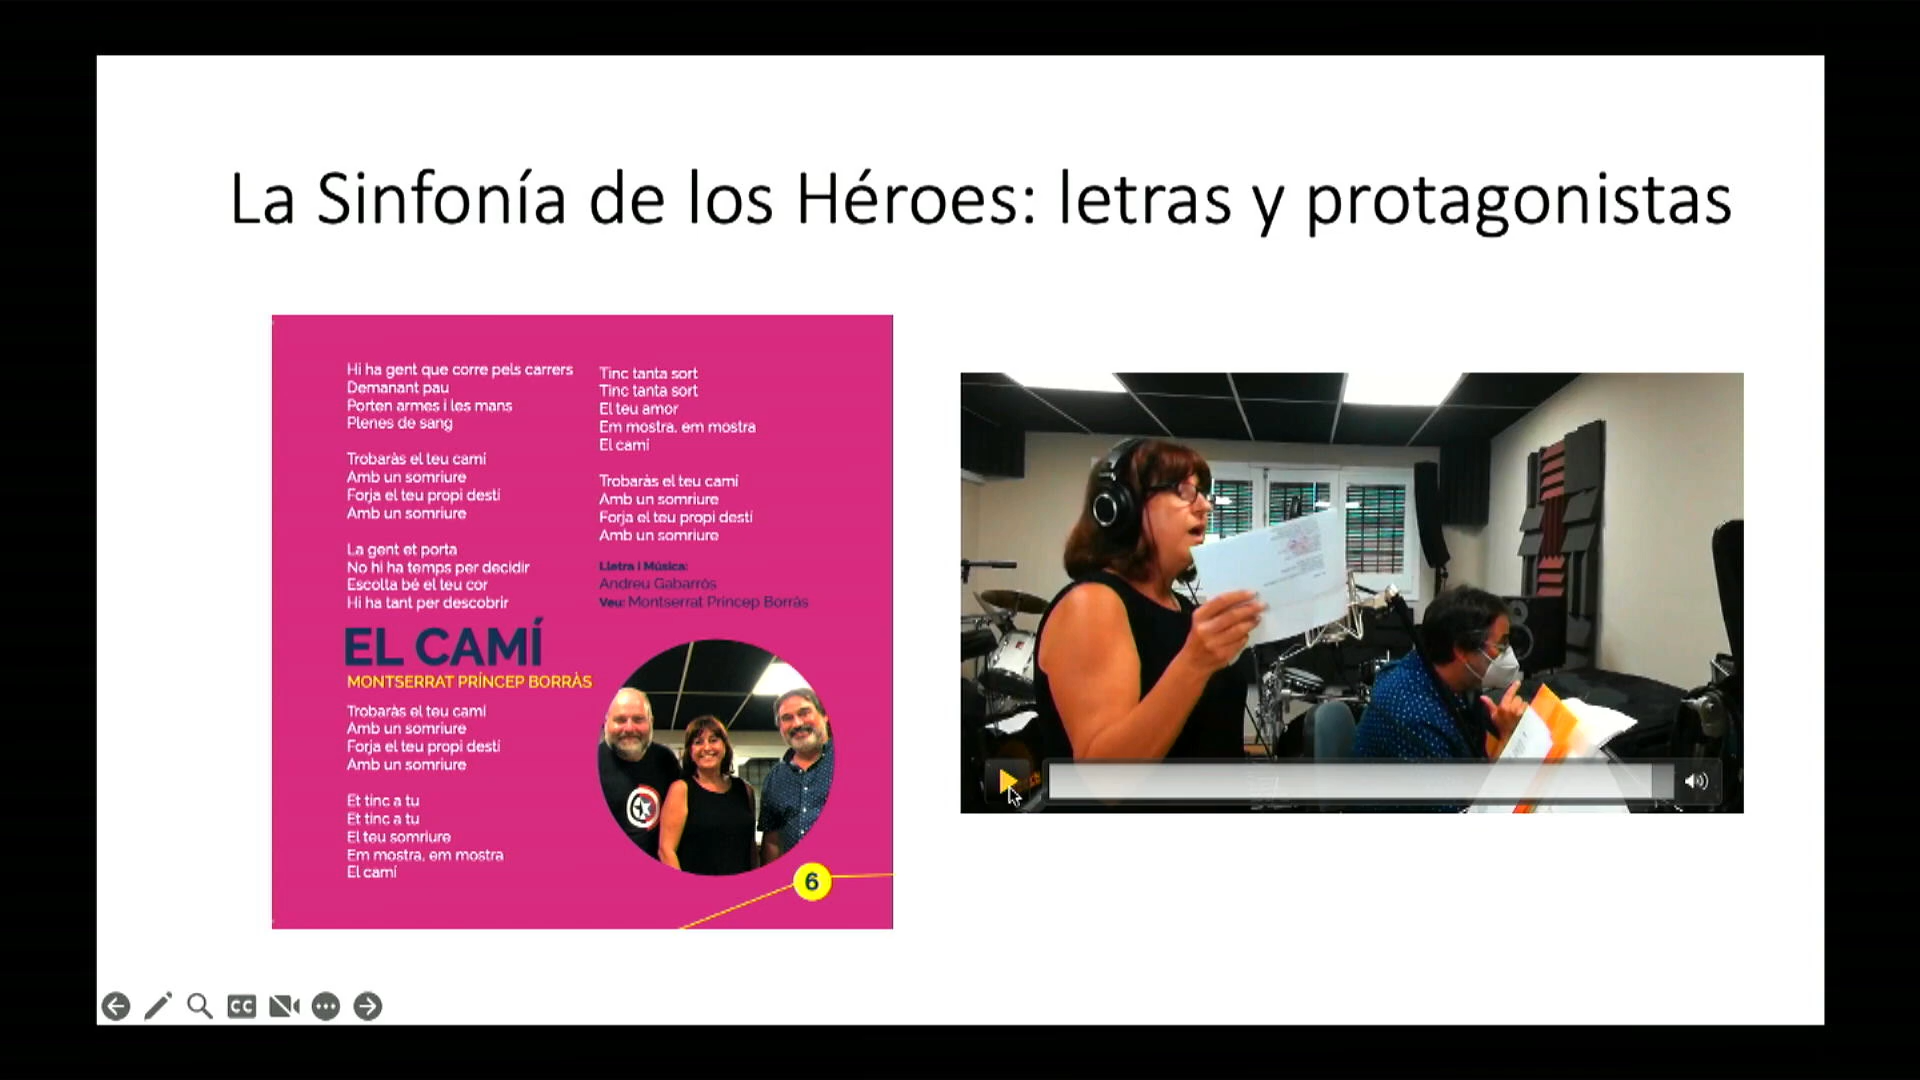 La Sinfonía de los Héroes: letras y protagonistas
Hi ha gent que corre pels carrers
Demanant pau
Porten armes i les mans
Plenes de sang
Trobaràs el teu camí
Amb un somriure
Forja el teu propi destí
Amb un somriure
La gent et porta
No hi ha temps per decidir
Escolta bé el teu cor
Hi ha tant per descobrir
EL CAMÍ
MONTSERRAT PRÍNCEP BORRÀS
Trobaràs el teu camí
Amb un somriure
Forja el teu propi destí
Amb un somriure
Et tinc a tu
Et tinc a tu
El teu somriure
Em mostra, em mostra
El camí
Tinc tanta sort
Tinc tanta sort
El teu amor
Em mostra, em mostra
El camí
Trobaràs el teu camí
Amb un somriure
Forja el teu propi destí
Amb un somriure
Lletra i Música:
Andreu Gabarrós
Veu: Montserrat Príncep Borràs
6
CC